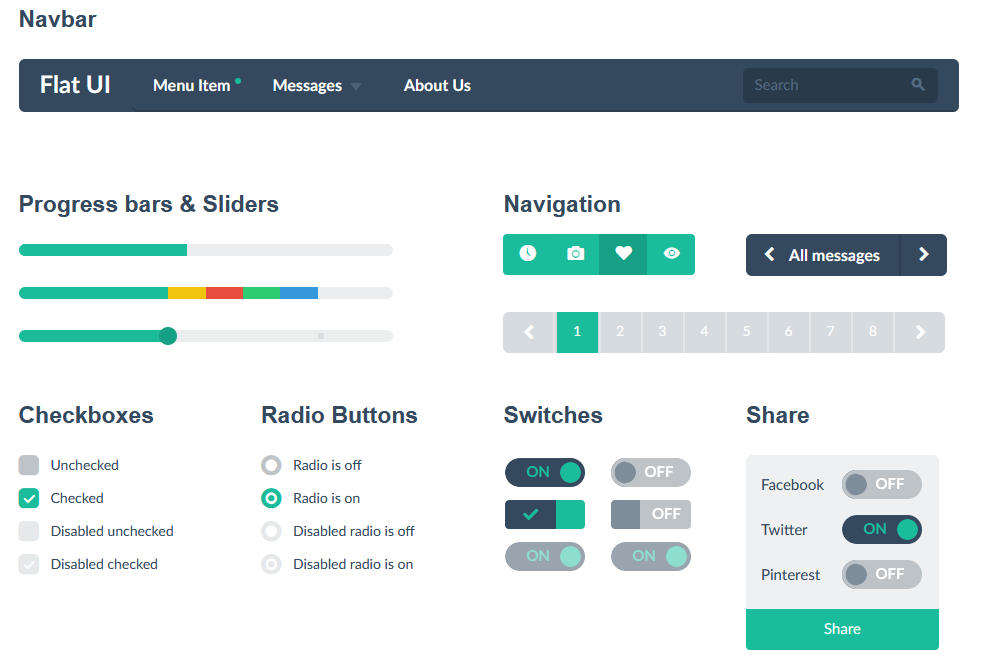 Navbar
Flat UI Menu Item Messages About Us Search
Progress bars & Sliders
Navigation
All messages
1 2 3 4 5 6 7 8
Checkboxes
Unchecked
Checked
Disabled unchecked
Disabled checked
Radio Buttons
Radio is off
Radio is on
Disabled radio is off
Disabled radio is on
Switches
ON OFF
OFF
ON ON
Share
Facebook OFF
Twitter ON
Pinterest OFF
Share